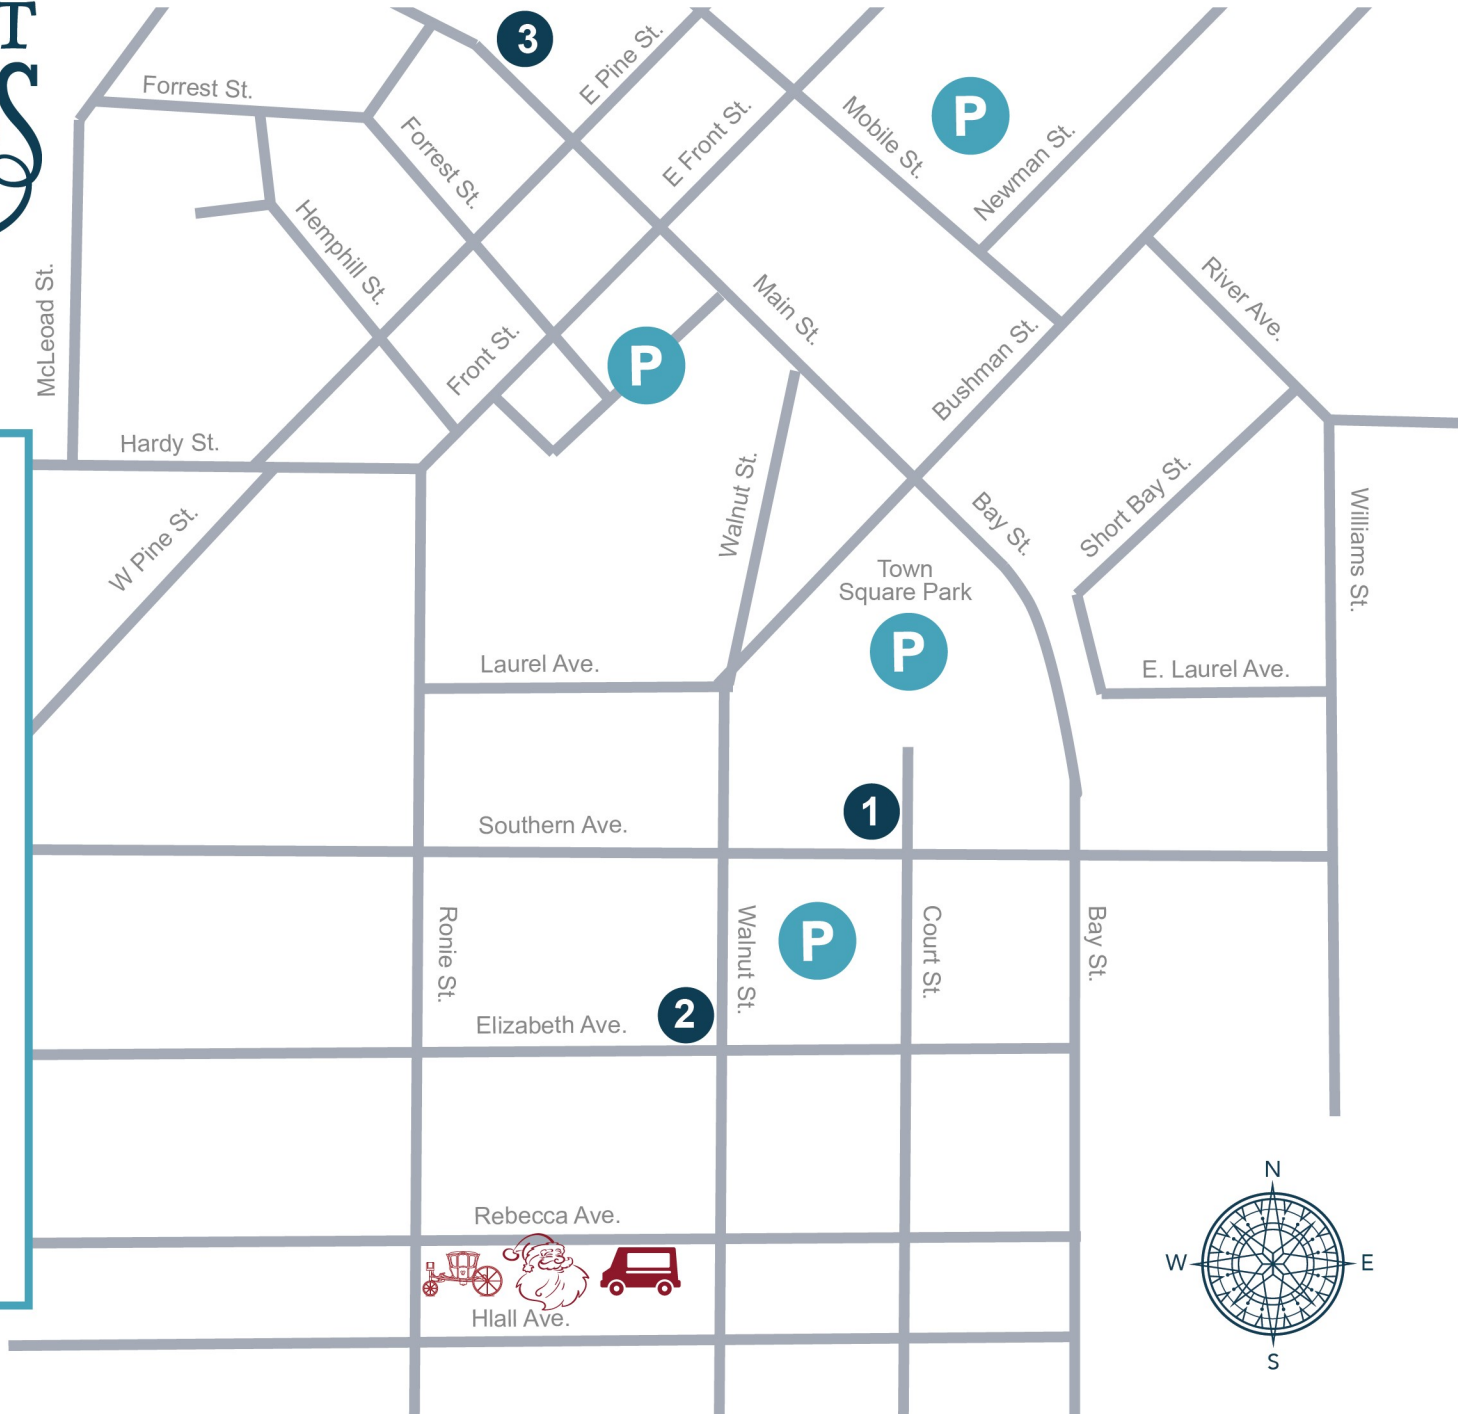 T
S
3
E Pine St.
Forrest St.
P
Mobile St.
E Front St.
Forrest St.
Newman St.
Hemphill St.
McLeoad St.
River Ave.
Main St.
Front St.
P
Bushman St.
Hardy St.
Walnut St.
Short Bay St.
Bay St.
W Pine St.
Williams St.
Town
Square Park
P
Laurel Ave.
E. Laurel Ave.
1
Southern Ave.
Ronie St.
Walnut St.
P
Court St.
Bay St.
2
Elizabeth Ave.
Rebecca Ave.
Hlall Ave.
N
W
E
S